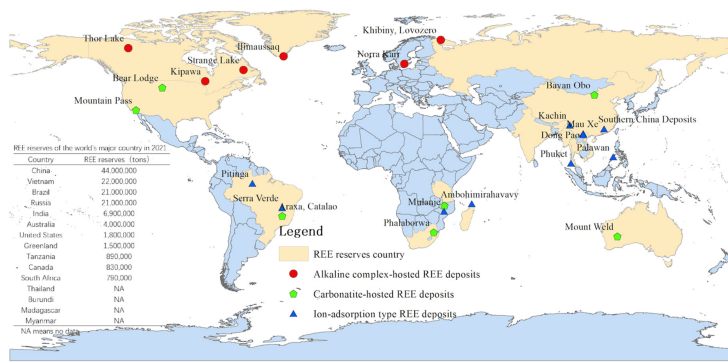 Khibiny, Lovozero
Thor Lake
Ilimaussaq
Norra Karr
Strange Lake
Bear Lodge
Kipawa
Bayan Obo
Mountain Pass
Kachin
Mau Xe
Southern China Deposits
Dong Pao
Palawan
Phuket
REE reserves of the world's major country in 2021
Country REE reserves (tons)
China 44,000,000
Vietnam 22,000,000
Brazil 21,000,000
Russia 21,000,000
India 6,900,000
Australia 4,000,000
United States 1,800,000
Greenland 1,500,000
Tanzania 890,000
Canada 830,000
South Africa 790,000
Thailand NA
Burundi NA
Madagascar NA
Myanmar NA
NA means no data
Pitinga
Serra Verde
Araxa, Catalao
Ambohimirahavavy
Mulanje
Phalaborwa
Mount Weld
Legend
REE reserves country
Alkaline complex-hosted REE deposits
Carbonatite-hosted REE deposits
Ion-adsorption type REE deposits